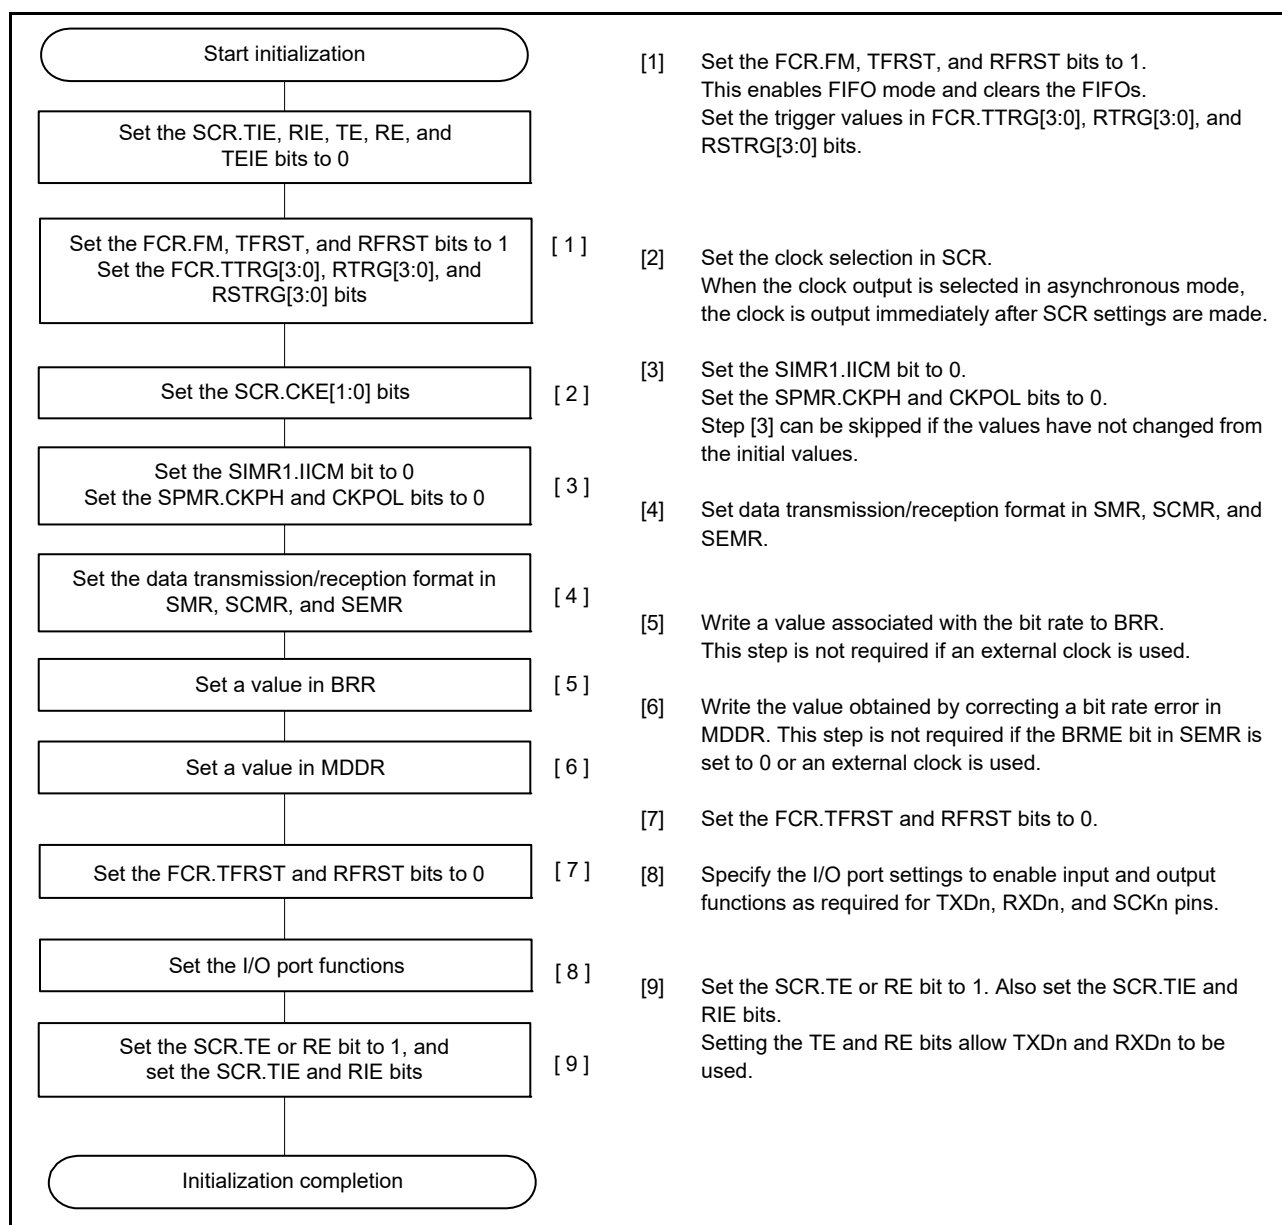 Start initialization
Set the SCR.TIE, RIE, TE, RE, and
TEIE bits to 0
Set the FCR.FM, TFRST, and RFRST bits to 1
Set the FCR.TTRG[3:0], RTRG[3:0], and
RSTRG[3:0] bits
[ 1 ]
Set the SCR.CKE[1:0] bits
[ 2 ]
Set the SIMR1.IICM bit to 0
Set the SPMR.CKPH and CKPOL bits to 0
[ 3 ]
Set the data transmission/reception format in
SMR, SCMR, and SEMR
[ 4 ]
Set a value in BRR
[ 5 ]
Set a value in MDDR
[ 6 ]
Set the FCR.TFRST and RFRST bits to 0
[ 7 ]
Set the I/O port functions
[ 8 ]
Set the SCR.TE or RE bit to 1, and
set the SCR.TIE and RIE bits
[ 9 ]
Initialization completion
[1] Set the FCR.FM, TFRST, and RFRST bits to 1.
This enables FIFO mode and clears the FIFOs.
Set the trigger values in FCR.TTRG[3:0], RTRG[3:0], and
RSTRG[3:0] bits.
[2] Set the clock selection in SCR.
When the clock output is selected in asynchronous mode,
the clock is output immediately after SCR settings are made.
[3] Set the SIMR1.IICM bit to 0.
Set the SPMR.CKPH and CKPOL bits to 0.
Step [3] can be skipped if the values have not changed from
the initial values.
[4] Set data transmission/reception format in SMR, SCMR, and
SEMR.
[5] Write a value associated with the bit rate to BRR.
This step is not required if an external clock is used.
[6] Write the value obtained by correcting a bit rate error in
MDDR. This step is not required if the BRME bit in SEMR is
set to 0 or an external clock is used.
[7] Set the FCR.TFRST and RFRST bits to 0.
[8] Specify the I/O port settings to enable input and output
functions as required for TXDn, RXDn, and SCKn pins.
[9] Set the SCR.TE or RE bit to 1. Also set the SCR.TIE and
RIE bits.
Setting the TE and RE bits allow TXDn and RXDn to be
used.